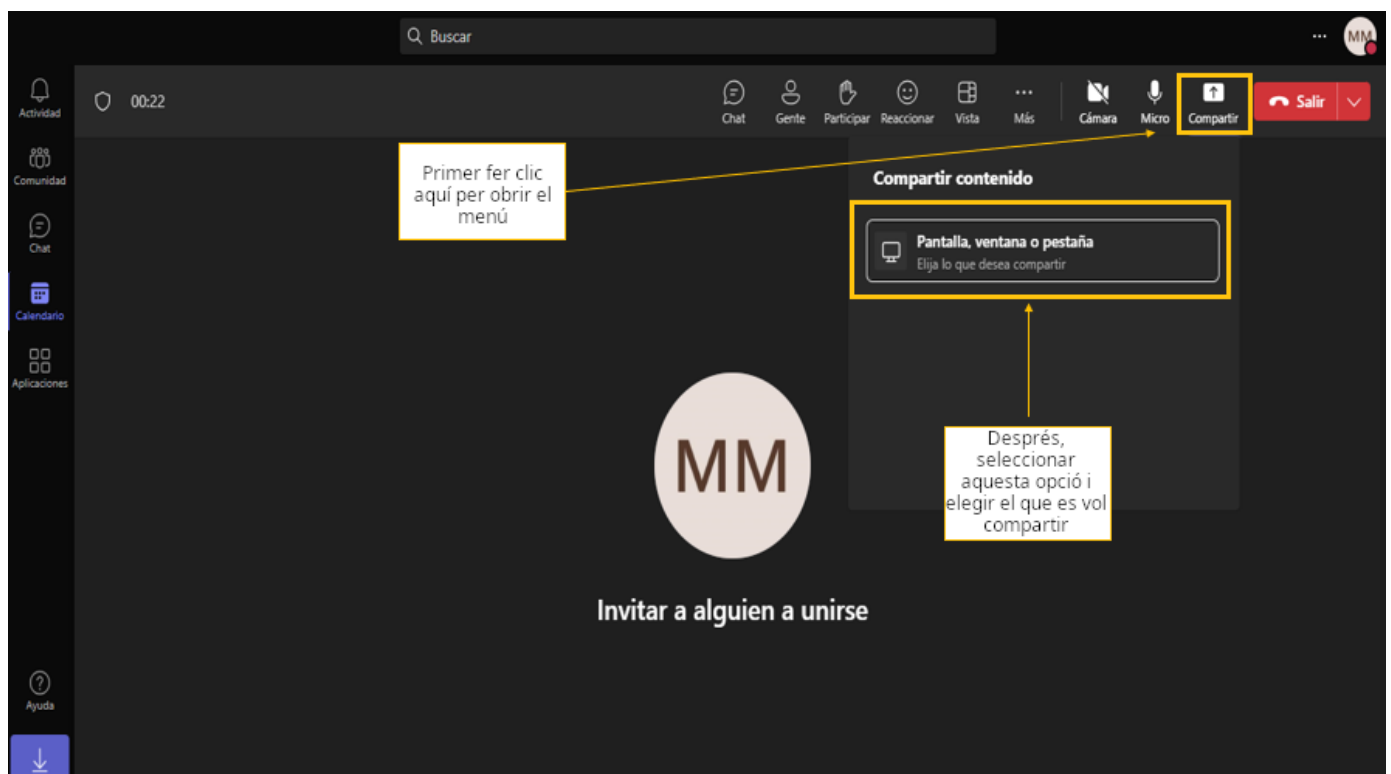 Buscar
MM
Actividad
Comunidad
Chat
Calendario
Aplicaciones
Ayuda
00:22
Chat
Gente
Participar
Reaccionar
Vista
Más
Cámara
Micro
Compartir
Salir
Primer fer clic
aquí per obrir el
menú
Compartir contenido
Pantalla, ventana o pestaña
Elija lo que desea compartir
Després,
seleccionar
aquesta opció i
elegir el que es vol
compartir
MM
Invitar a alguien a unirse